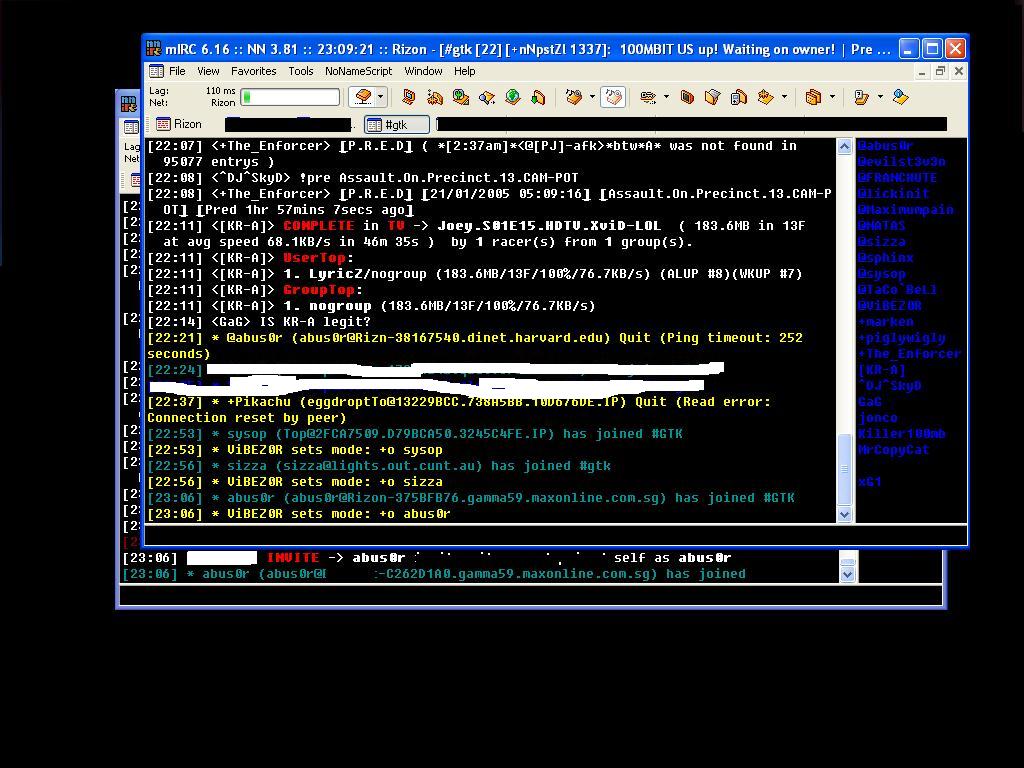 mIRC 6.16 :: NN 3.81 :: 23:09:21 :: Rizon - [#gtk [22] [+nNpstZl 1337]: 100MBIT US up! Waiting on owner! | Pre ...
File View Favorites Tools NoNameScript Window Help
Lag: 110 ms
Net: Rizon
Rizon #gtk
[22:07] <+The_Enforcer> [P.R.E.D] ( *[2:37am]*<@[PJ]-afk>*btw*A* was not found in
95077 entrys )
[22:08] <^DJ^SkyD> !pre Assault.On.Precinct.13.CAM-POT
[22:08] <+The_Enforcer> [P.R.E.D] [21/01/2005 05:09:16] [Assault.On.Precinct.13.CAM-P
OT] [Pred 1hr 57mins 7secs ago]
[22:11] <[KR-A]> COMPLETE in TV -> Joey.S01E15.HDTV.XviD-LOL ( 183.6MB in 13F
at avg speed 68.1KB/s in 46m 35s ) by 1 racer(s) from 1 group(s).
[22:11] <[KR-A]> UserTop:
[22:11] <[KR-A]> 1. LyricZ/nogroup (183.6MB/13F/100%/76.7KB/s) (ALUP #8)(WKUP #7)
[22:11] <[KR-A]> GroupTop:
[22:11] <[KR-A]> 1. nogroup (183.6MB/13F/100%/76.7KB/s)
[22:14] <GaG> IS KR-A legit?
[22:21] * @abus0r (abus0r@Rizn-38167540.dinet.harvard.edu) Quit (Ping timeout: 252
seconds)
[22:24]
[22:37] * +Pikachu (eggdroptTo@13229BCC.738A5BB.10D676DE.IP) Quit (Read error:
Connection reset by peer)
[22:53] * sysop (Top@2FCA7509.D79BCA50.3245C4FE.IP) has joined #GTK
[22:53] * ViBEZ0R sets mode: +o sysop
[22:56] * sizza (sizza@lights.out.cunt.au) has joined #gtk
[22:56] * ViBEZ0R sets mode: +o sizza
[23:06] * abus0r (abus0r@Rizon-375BFB76.gamma59.maxonline.com.sg) has joined #GTK
[23:06] * ViBEZ0R sets mode: +o abus0r
@abus0r
@evilst3v3n
@FRANCHUTE
@lickinit
@Maximumpain
@NATAS
@sizza
@sphinx
@sysop
@TaCo^BeLl
@ViBEZ0R
+marken
+piglywigly
+The_Enforcer
[KR-A]
^DJ^SkyD
GaG
jonco
Killer100mb
MrCopyCat
xG1
Lag
Net:
[23:06] INVITE -> abus0r self as abus0r
[23:06] * abus0r (abus0r@ :-C262D1A0.gamma59.maxonline.com.sg) has joined